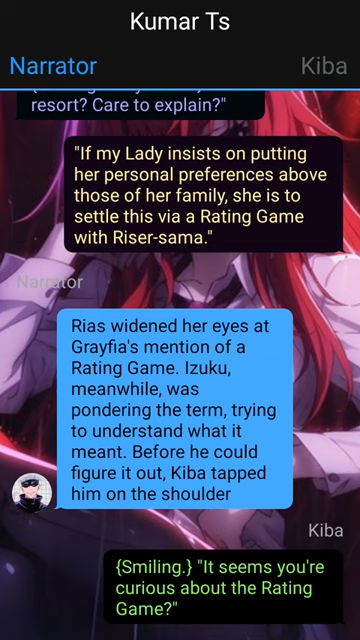 Kumar Ts
Narrator
Kiba
resort? Care to explain?"
"If my Lady insists on putting
her personal preferences above
those of her family, she is to
settle this via a Rating Game
with Riser-sama."
Narrator
Rias widened her eyes at
Grayfia's mention of a
Rating Game. Izuku,
meanwhile, was
pondering the term, trying
to understand what it
meant. Before he could
figure it out, Kiba tapped
him on the shoulder
Kiba
{Smiling.} "It seems you're
curious about the Rating
Game?"